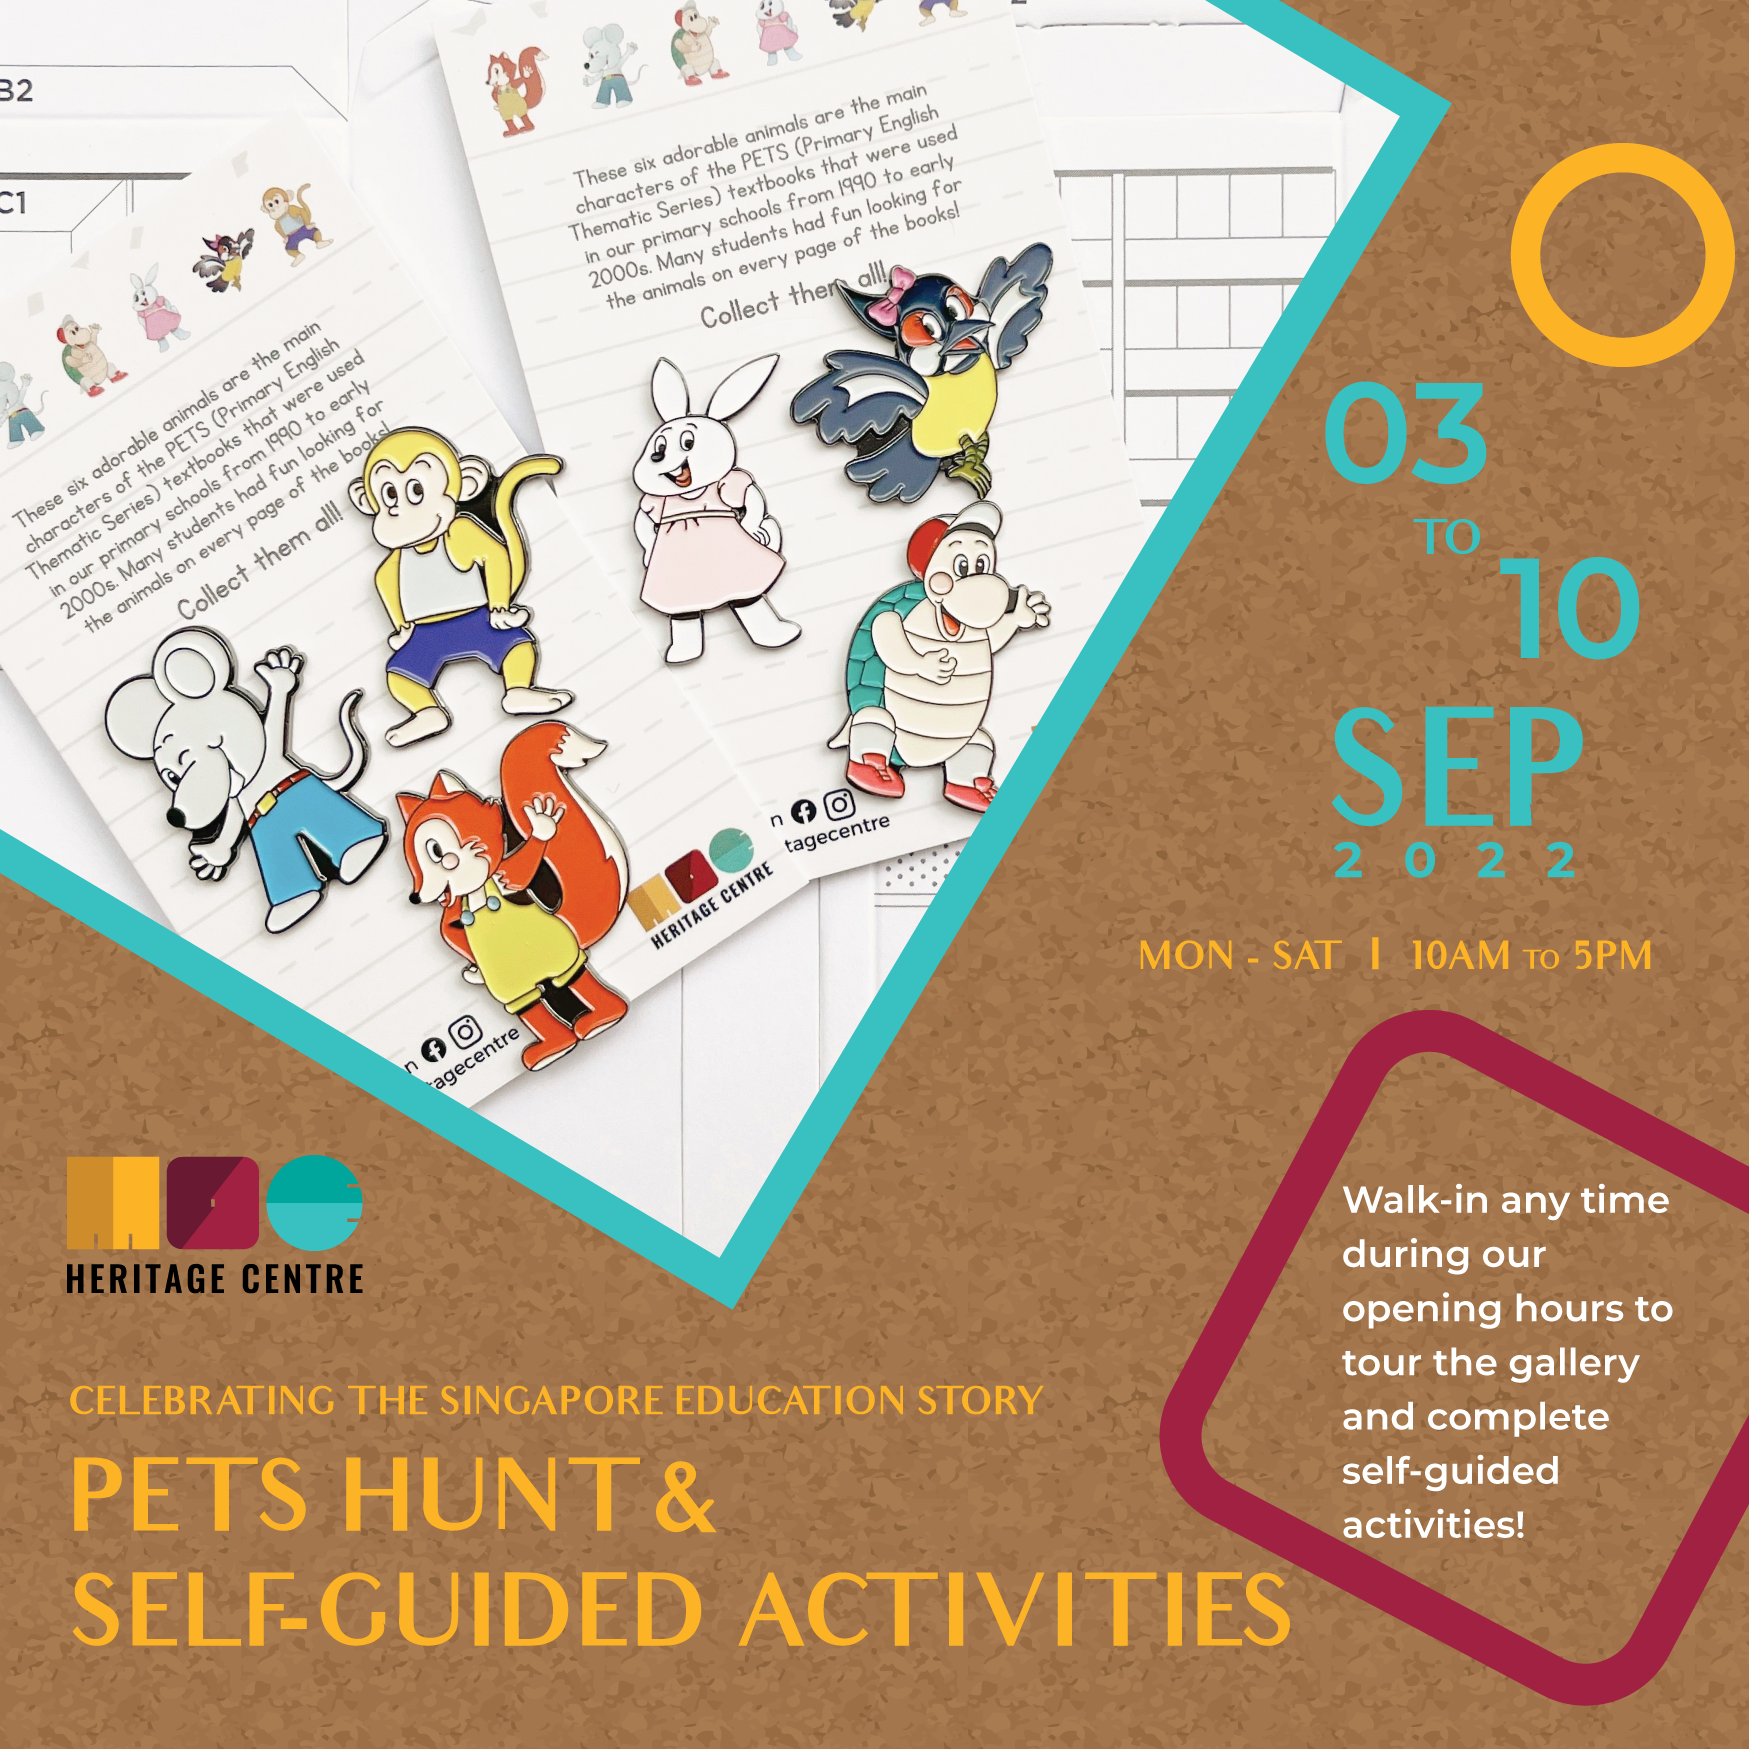 B2
C1
These six adorable animals are the main
characters of the PETS (Primary English
Thematic Series) textbooks that were used
in our primary schools from 1990 to early
2000s. Many students had fun looking for
the animals on every page of the books!
Collect them all!
These six adorable animals are the main
characters of the PETS (Primary English
Thematic Series) textbooks that were used
in our primary schools from 1990 to early
2000s. Many students had fun looking for
the animals on every page of the books!
Collect them all!
n
tagecentre
HERITAGE CENTRE
n
agecentre
03
TO
10
SEP
2022
MON - SAT | 10AM TO 5PM
Walk-in any time
during our
opening hours to
tour the gallery
and complete
self-guided
activities!
MOE
HERITAGE CENTRE
CELEBRATING THE SINGAPORE EDUCATION STORY
PETS HUNT &
SELF-GUIDED ACTIVITIES